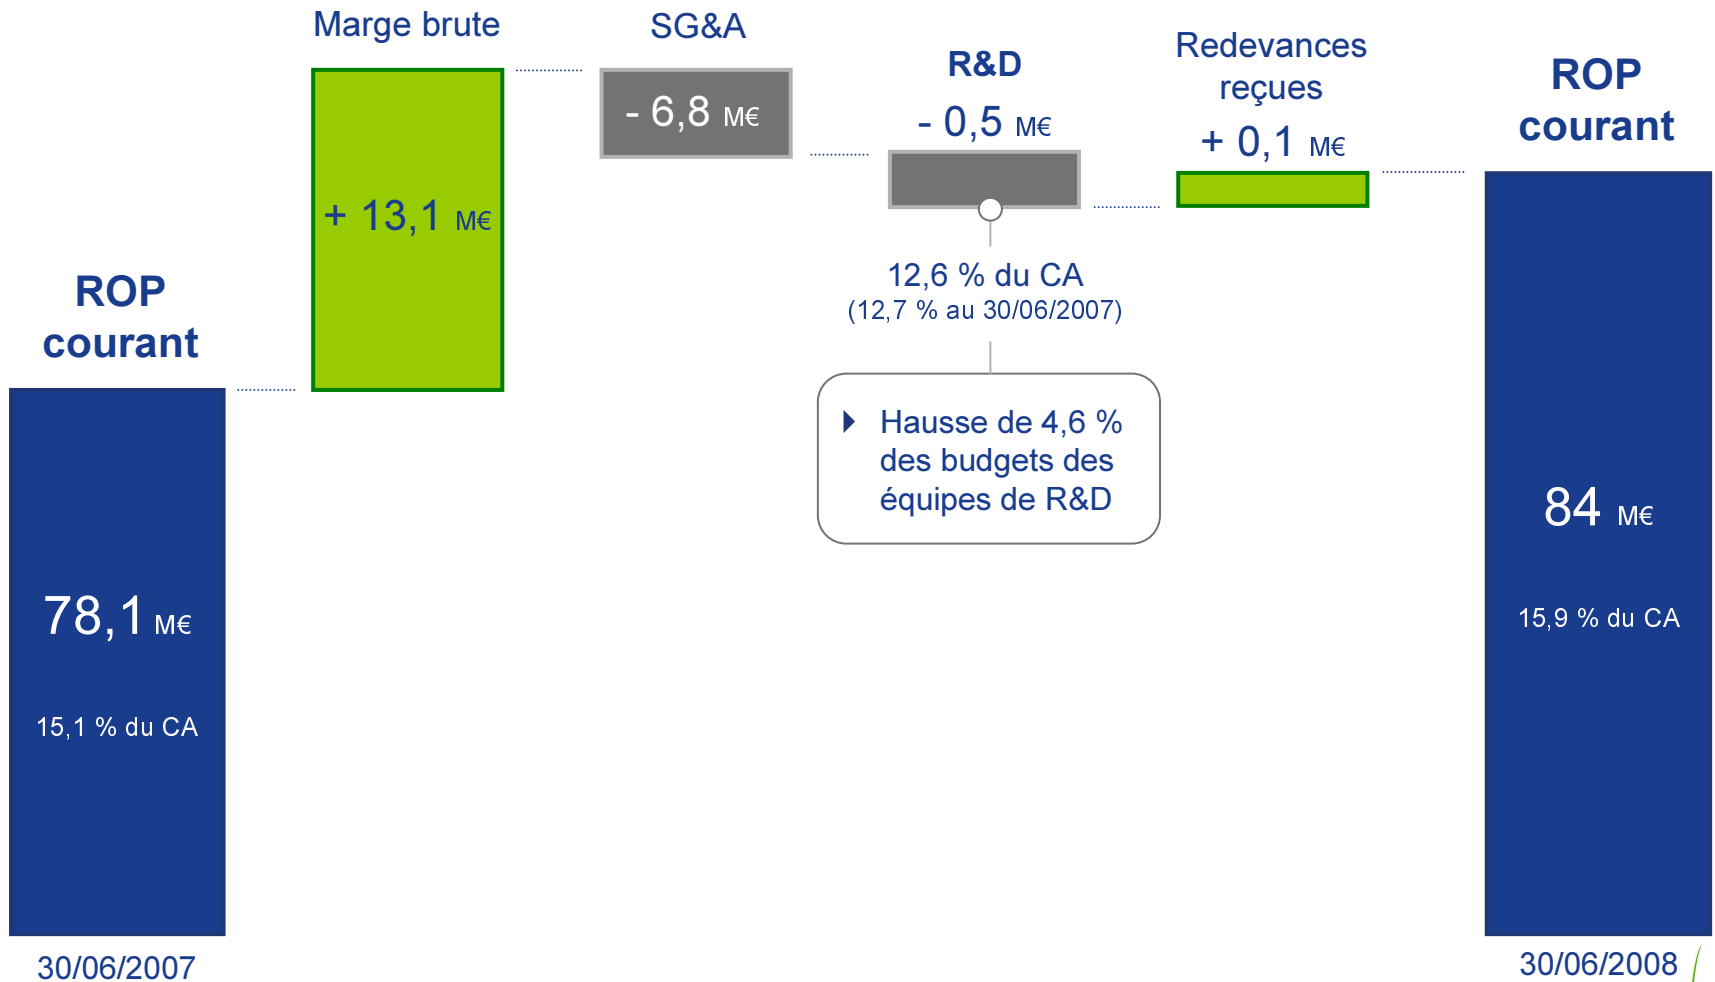 ROP
courant
78,1 M€
15,1 % du CA
30/06/2007
Marge brute
+ 13,1 M€
SG&A
- 6,8 M€
R&D
- 0,5 M€
12,6 % du CA
(12,7 % au 30/06/2007)
Hausse de 4,6 %
des budgets des
équipes de R&D
Redevances
reçues
+ 0,1 M€
ROP
courant
84 M€
15,9 % du CA
30/06/2008